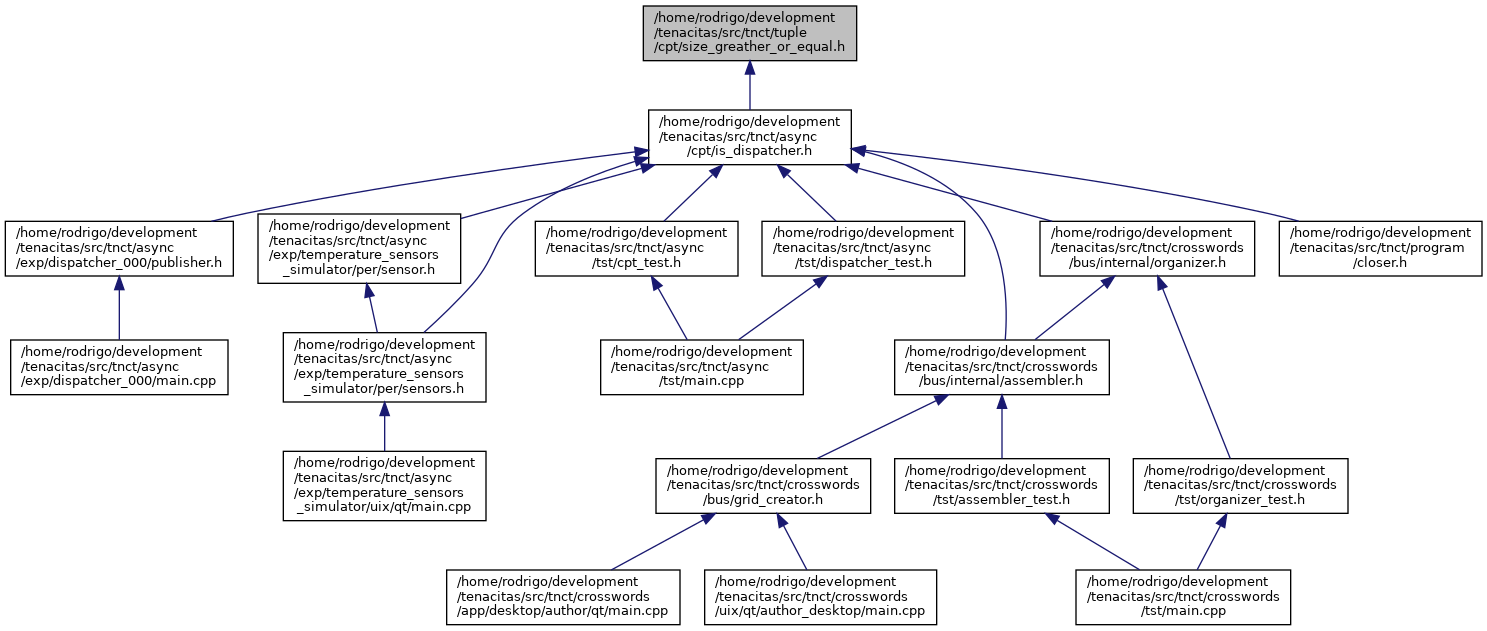 /home/rodrigo/development
/tenacitas/src/tnct/tuple
/cpt/size_greather_or_equal.h
/home/rodrigo/development
/tenacitas/src/tnct/async
/cpt/is_dispatcher.h
/home/rodrigo/development
/tenacitas/src/tnct/async
/exp/dispatcher_000/publisher.h
/home/rodrigo/development
/tenacitas/src/tnct/async
/exp/temperature_sensors
_simulator/per/sensor.h
/home/rodrigo/development
/tenacitas/src/tnct/async
/tst/cpt_test.h
/home/rodrigo/development
/tenacitas/src/tnct/async
/tst/dispatcher_test.h
/home/rodrigo/development
/tenacitas/src/tnct/crosswords
/bus/internal/organizer.h
/home/rodrigo/development
/tenacitas/src/tnct/program
/closer.h
/home/rodrigo/development
/tenacitas/src/tnct/async
/exp/dispatcher_000/main.cpp
/home/rodrigo/development
/tenacitas/src/tnct/async
/exp/temperature_sensors
_simulator/per/sensors.h
/home/rodrigo/development
/tenacitas/src/tnct/async
/tst/main.cpp
/home/rodrigo/development
/tenacitas/src/tnct/crosswords
/bus/internal/assembler.h
/home/rodrigo/development
/tenacitas/src/tnct/async
/exp/temperature_sensors
_simulator/uix/qt/main.cpp
/home/rodrigo/development
/tenacitas/src/tnct/crosswords
/bus/grid_creator.h
/home/rodrigo/development
/tenacitas/src/tnct/crosswords
/tst/assembler_test.h
/home/rodrigo/development
/tenacitas/src/tnct/crosswords
/tst/organizer_test.h
/home/rodrigo/development
/tenacitas/src/tnct/crosswords
/app/desktop/author/qt/main.cpp
/home/rodrigo/development
/tenacitas/src/tnct/crosswords
/uix/qt/author_desktop/main.cpp
/home/rodrigo/development
/tenacitas/src/tnct/crosswords
/tst/main.cpp